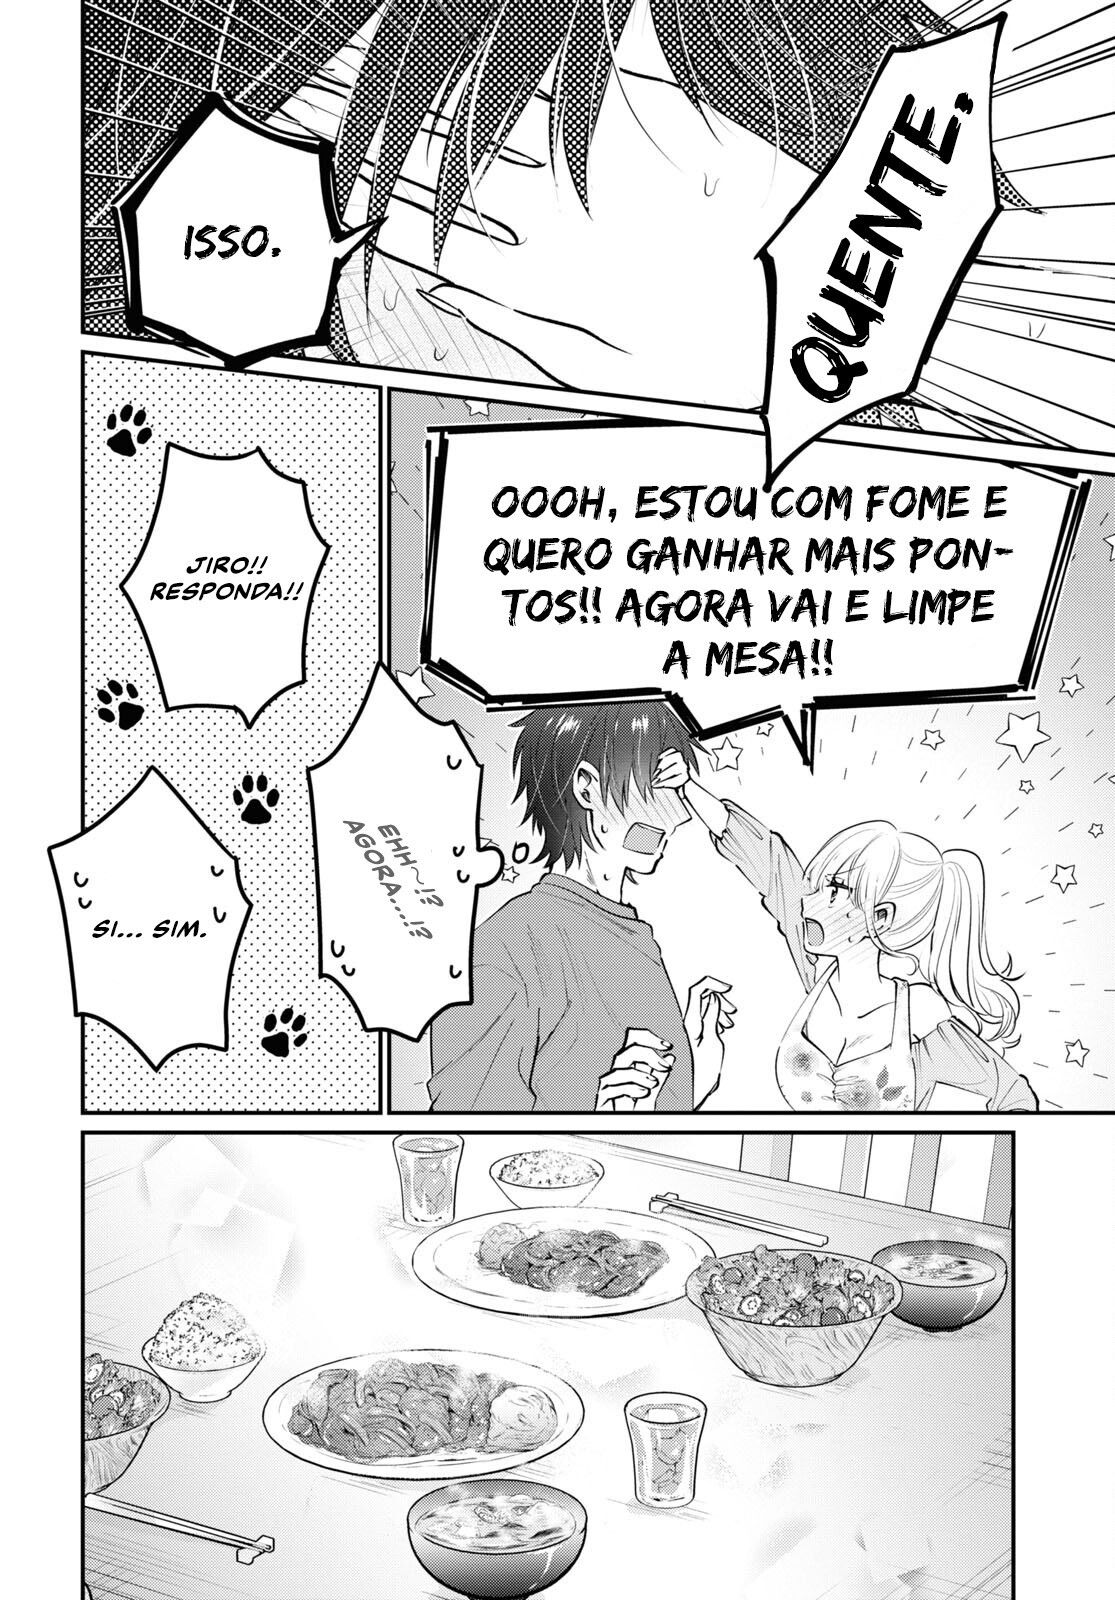 QUENTE,
ISSO.
OOOH, ESTOU COM FOME E
QUERO GANHAR MAIS PON-
TOS!! AGORA VAI E LIMPE
A MESA!!
JIRO!!
RESPONDA!!
EHH~!?
AGORA...!?
SI... SIM.